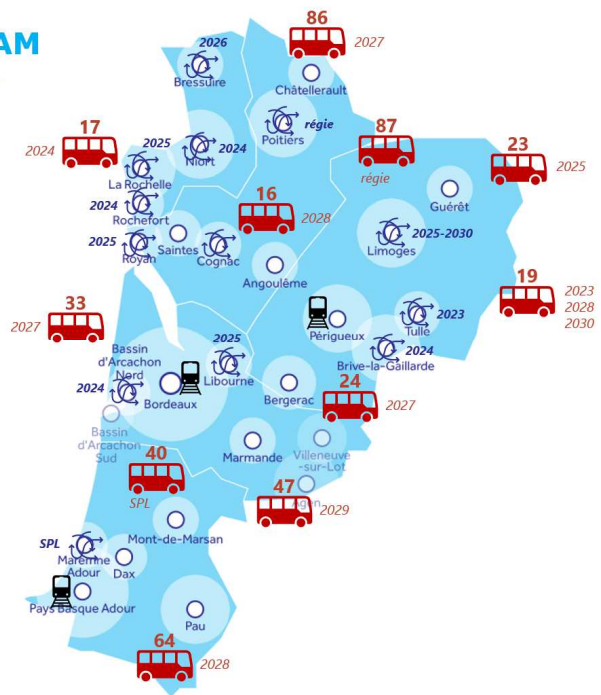 AM
86
2027
2026
Bressuire
Châtellerault
régie
Poitiers
17
2024
2025
2024
Niort
La Rochelle
87
régie
23
2025
Guéret
2024
Rochefort
16
2028
2025
Royan
Saintes
Cognac
Angoulême
2025-2030
Limoges
19
2023
2028
2030
33
2027
Périgueux
2023
Tulle
2024
Brive-la-Gaillarde
Bassin
d'Arcachon
Nord
2025
Libourne
2024
Bordeaux
Bergerac
24
2027
Bassin
d'Arcachon
Sud
Marmande
Villeneuve
-sur-Lot
40
SPL
47
2029
Agen
Mont-de-Marsan
SPL
Maremne
Adour
Dax
Pays Basque Adour
Pau
64
2028